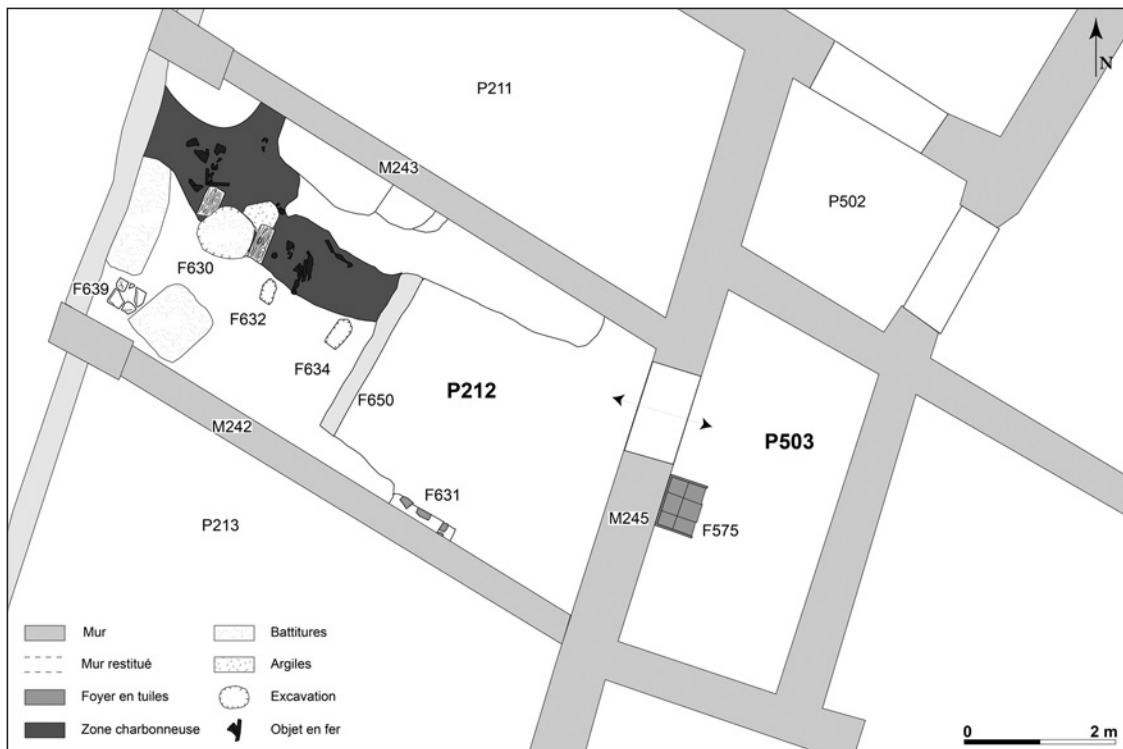 P211
N
M243
P502
F630
F639
F632
F634
F650
P212
P503
M242
F631
M245
F575
P213
Mur
Battitures
Mur restitué
Argiles
Foyer en tuiles
Excavation
Zone charbonneuse
Objet en fer
0 2 m